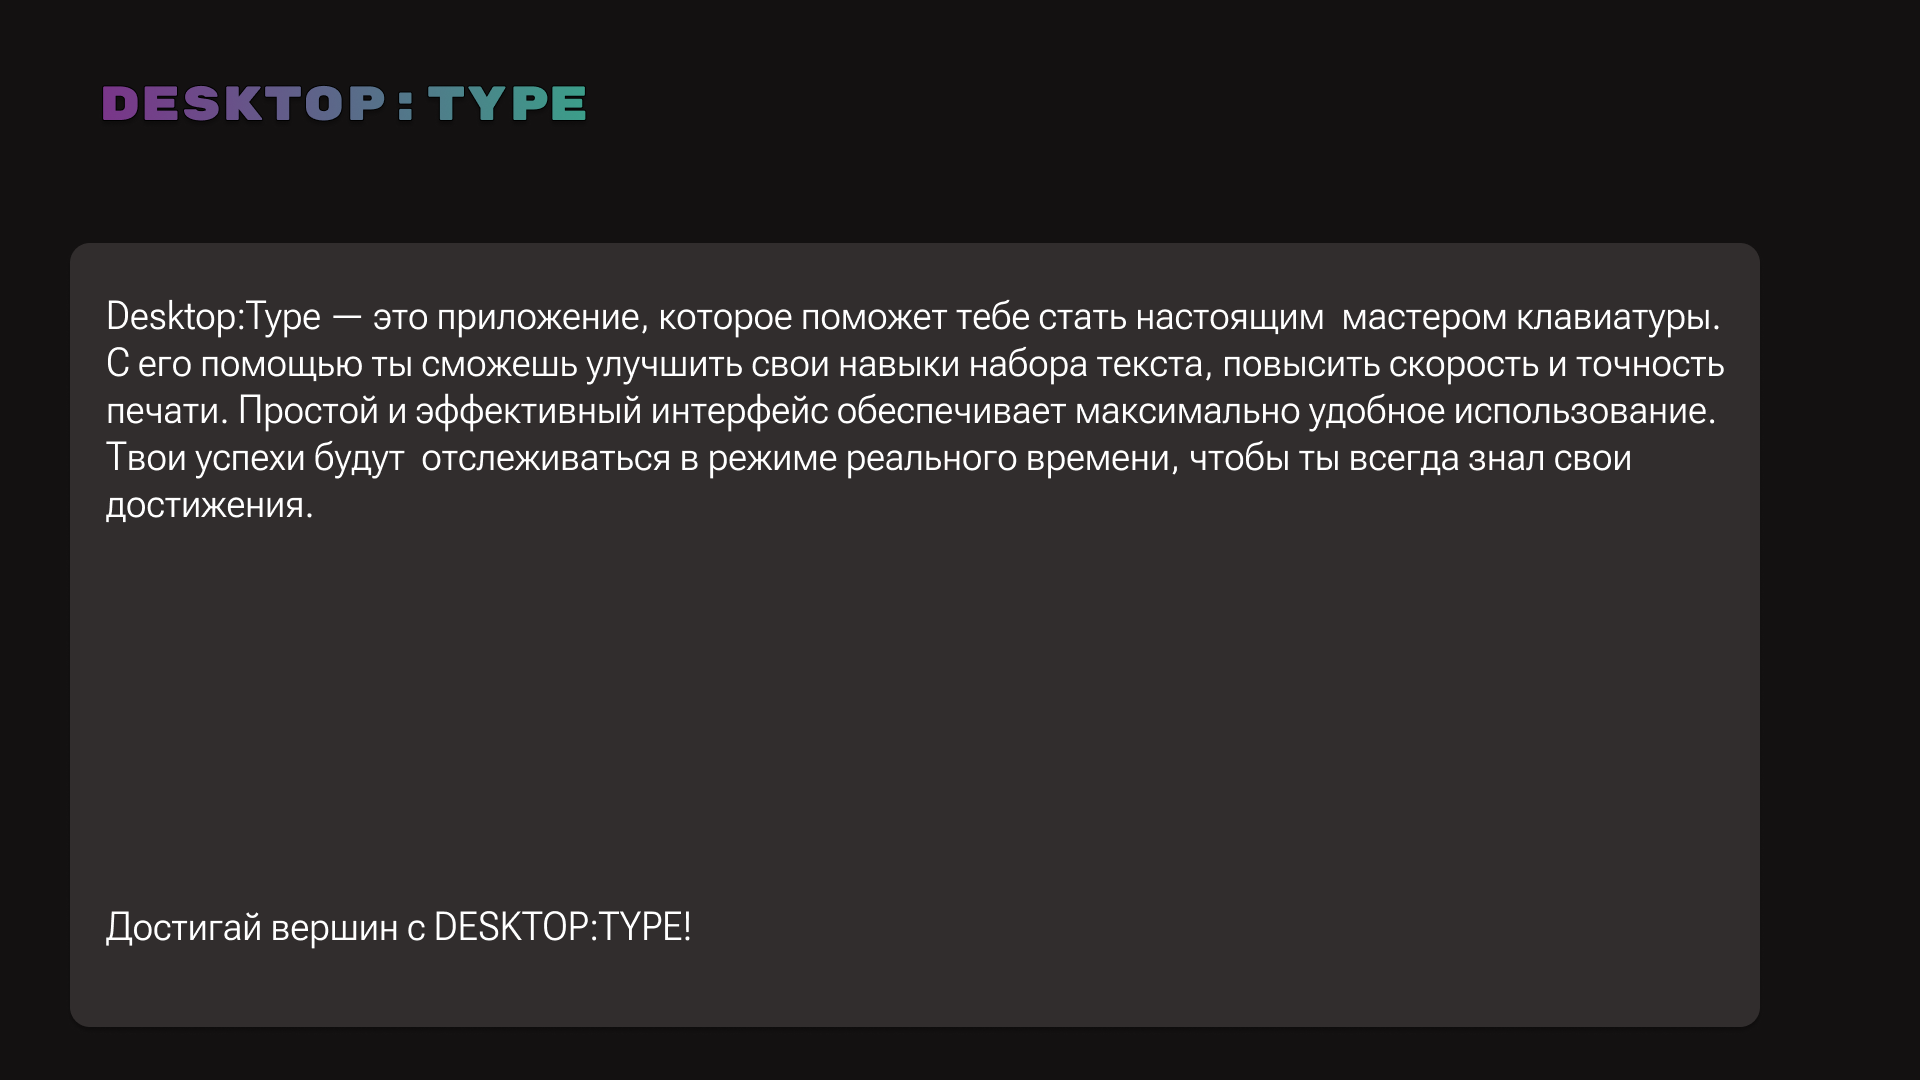 DESKTOP:TYPE
Desktop:Type — это приложение, которое поможет тебе стать настоящим  мастером клавиатуры.
С его помощью ты сможешь улучшить свои навыки набора текста, повысить скорость и точность
печати. Простой и эффективный интерфейс обеспечивает максимально удобное использование.
Твои успехи будут  отслеживаться в режиме реального времени, чтобы ты всегда знал свои
достижения.
Достигай вершин с DESKTOP:TYPE!